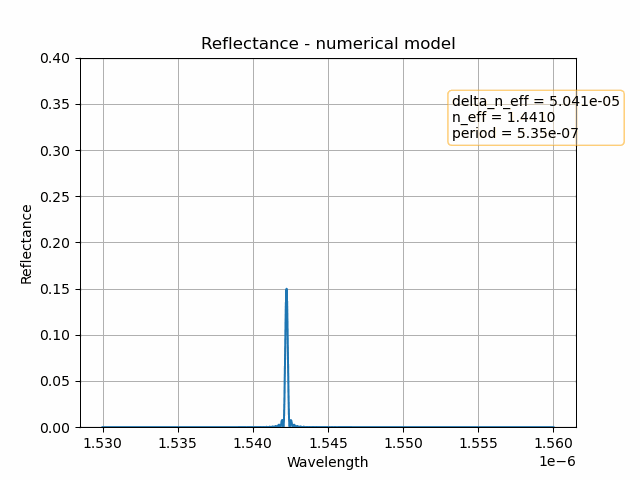 Reflectance - numerical model
0.40
0.35
0.30
0.25
0.20
0.15
0.10
0.05
0.00
Reflectance
delta_n_eff = 5.041e-05
n_eff = 1.4410
period = 5.35e-07
1.530 1.535 1.540 1.545 1.550 1.555 1.560
1e-6
Wavelength